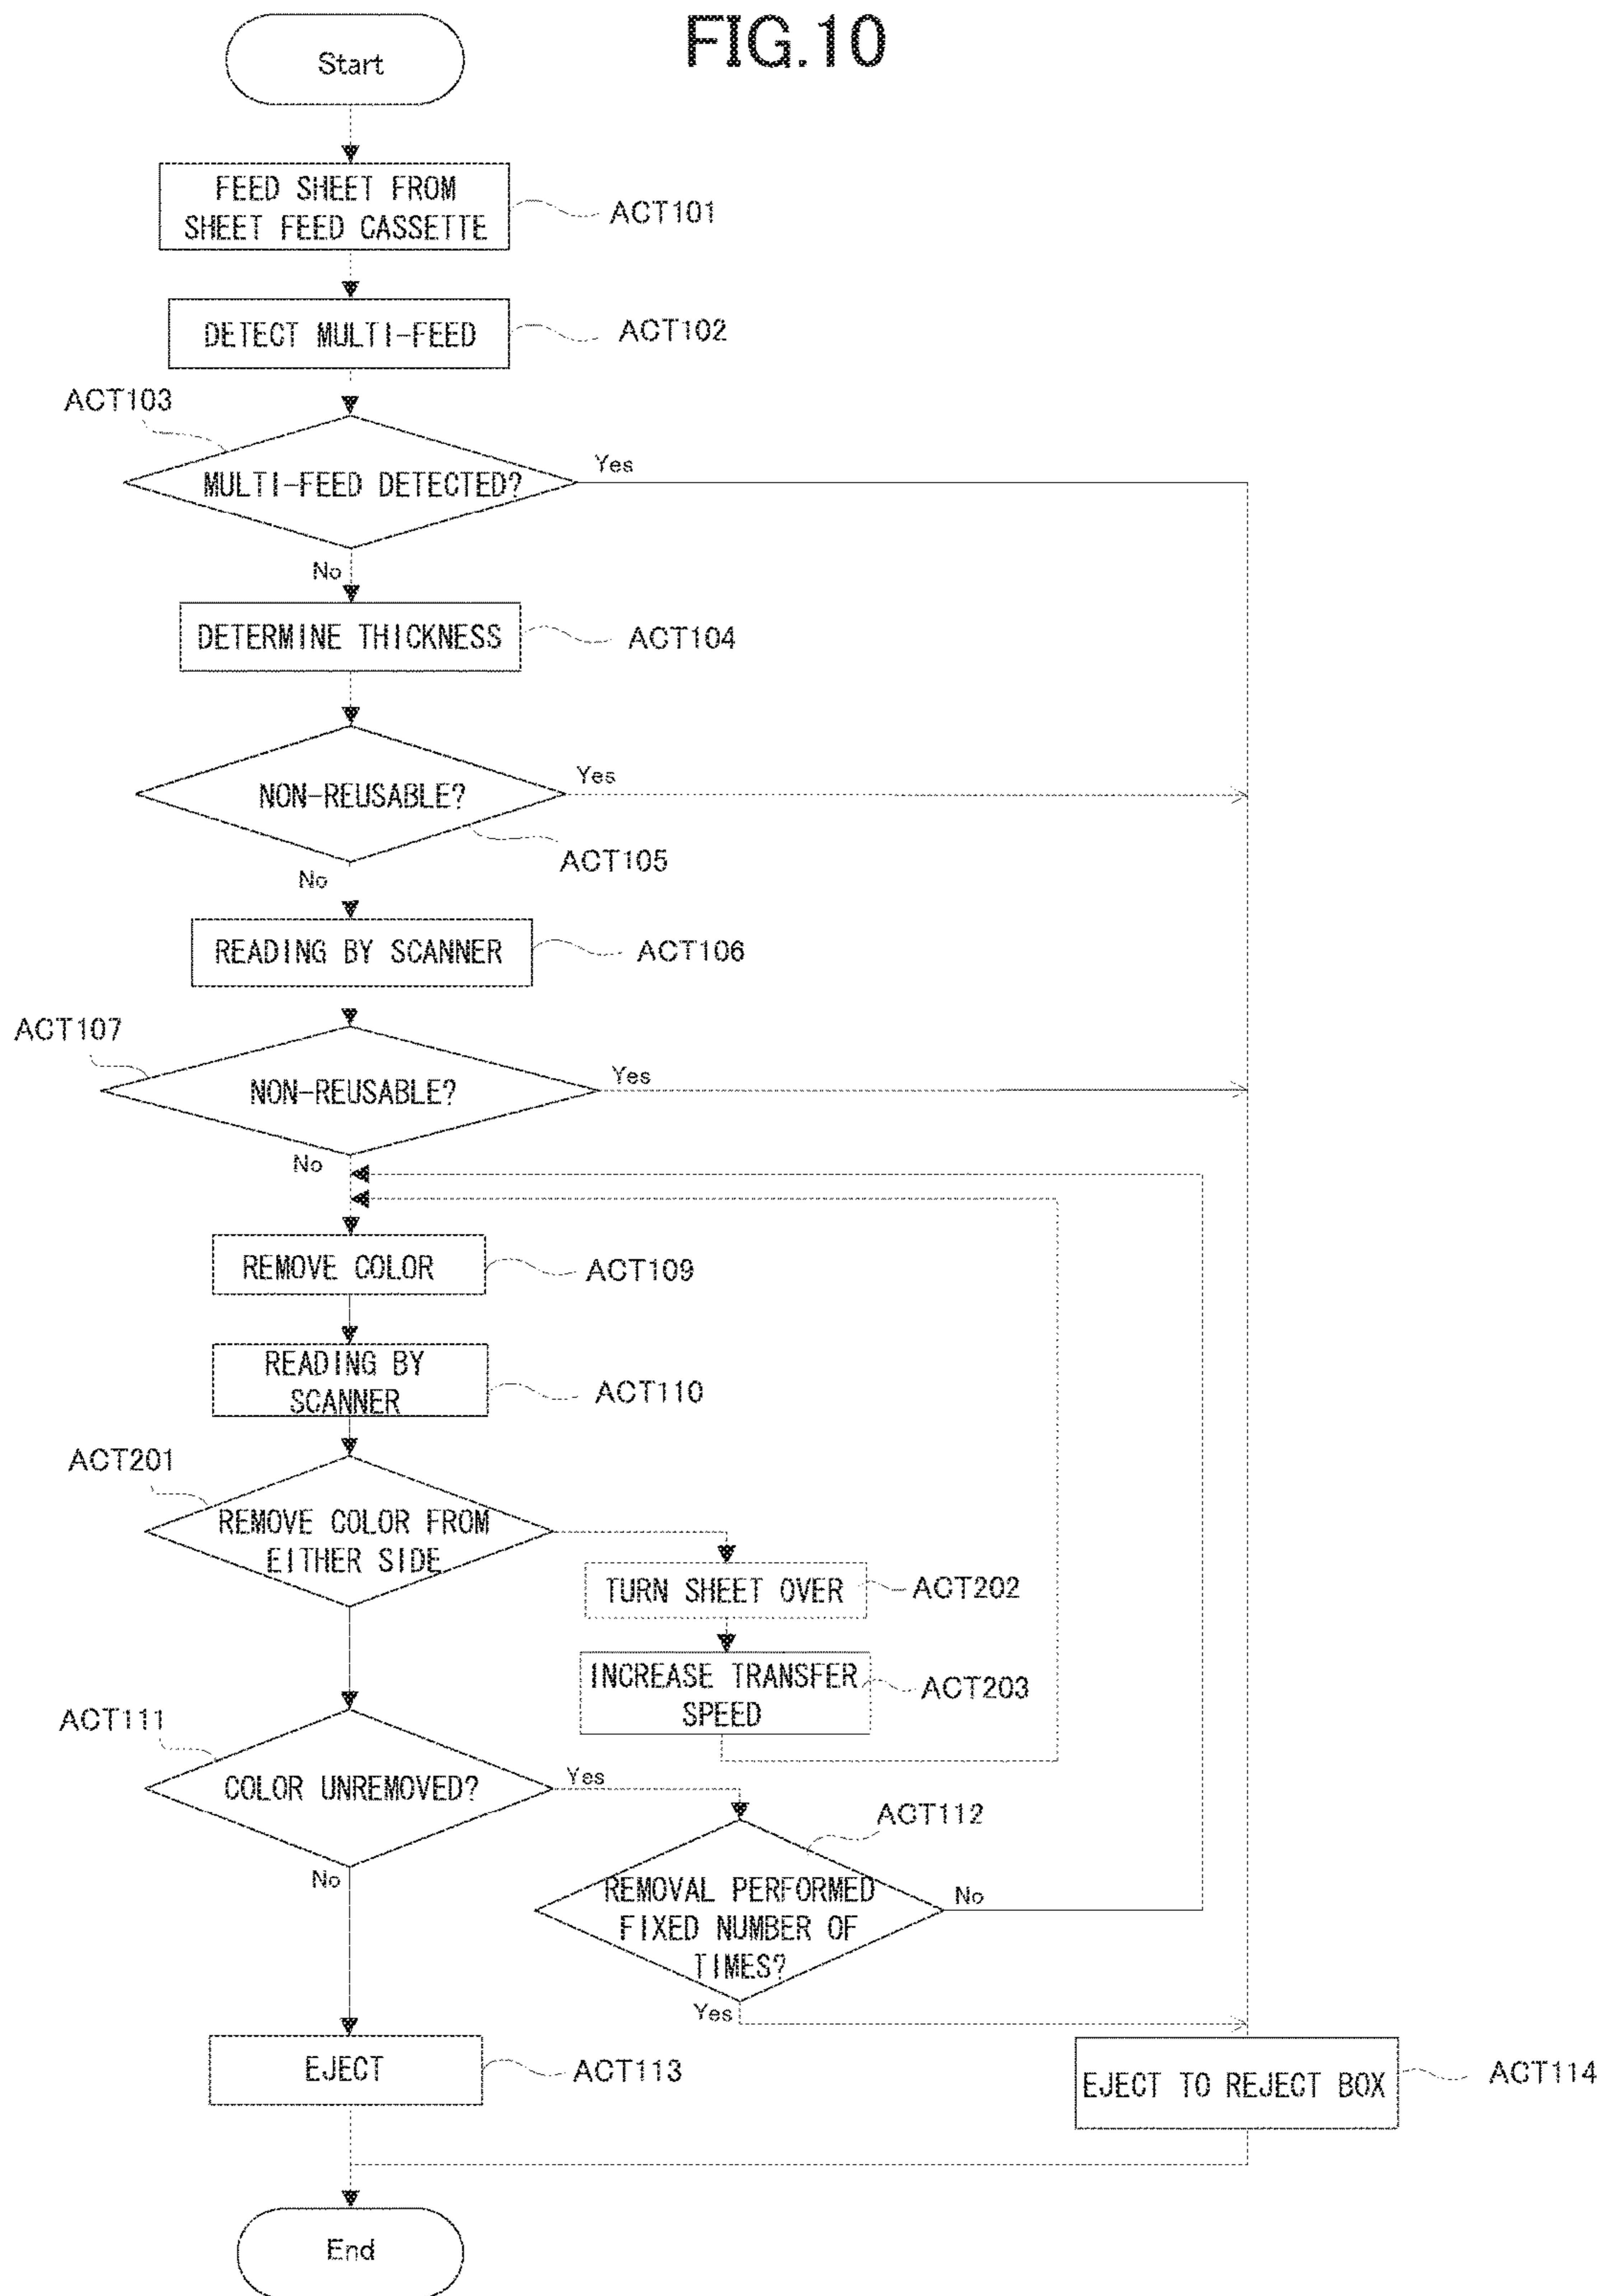 FIG.10
Start
FEED SHEET FROM
SHEET FEED CASSETTE
ACT101
DETECT MULTI-FEED
ACT102
ACT103
MULTI-FEED DETECTED?
Yes
No
DETERMINE THICKNESS
ACT104
NON-REUSABLE?
Yes
ACT105
No
READING BY SCANNER
ACT106
ACT107
NON-REUSABLE?
Yes
No
REMOVE COLOR
ACT109
READING BY
SCANNER
ACT110
ACT201
REMOVE COLOR FROM
EITHER SIDE
TURN SHEET OVER
ACT202
INCREASE TRANSFER
SPEED
ACT203
ACT111
COLOR UNREMOVED?
Yes
No
ACT112
REMOVAL PERFORMED
FIXED NUMBER OF
TIMES?
No
Yes
EJECT
ACT113
EJECT TO REJECT BOX
ACT114
End